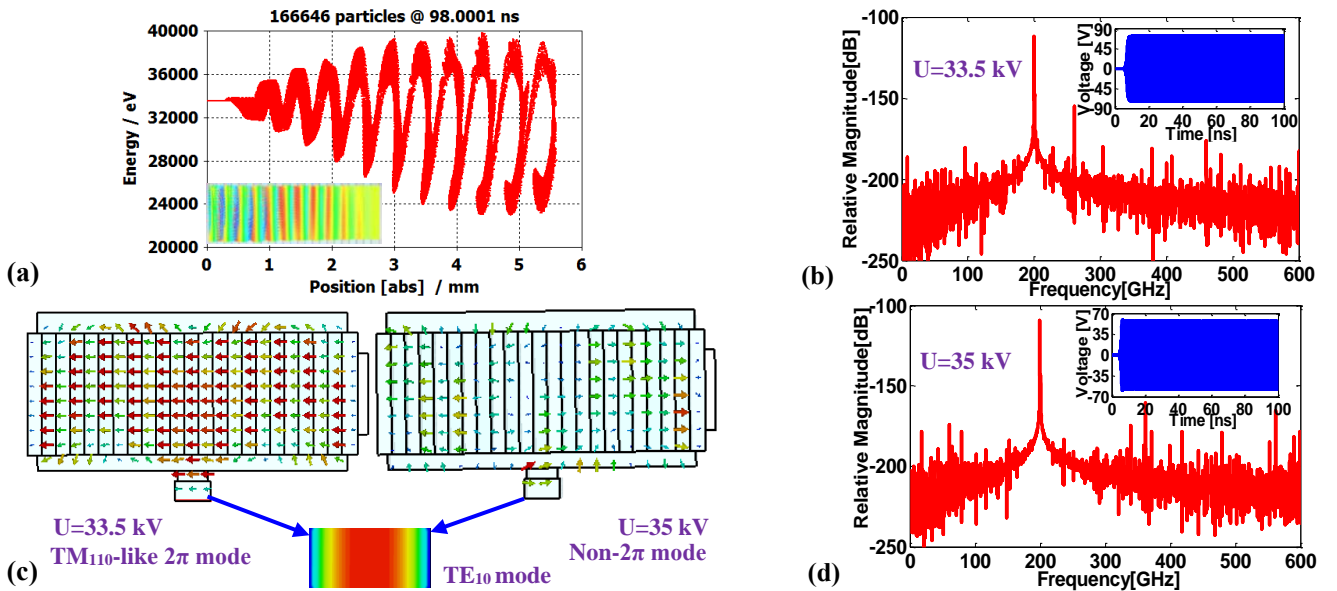 166646 particles @ 98.0001 ns
Energy / eV
40000
36000
32000
28000
24000
20000
0 1 2 3 4 5 6
Position [abs] / mm
(a)
Relative Magnitude[dB]
-100
-150
-200
-250
U=33.5 kV
Voltage [V]
90
45
0
-45
-90
0 20 40 60 80 100
Time [ns]
0 100 200 300 400 500 600
Frequency[GHz]
(b)
U=33.5 kV
TM₁₁₀-like 2π mode
U=35 kV
Non-2π mode
TE₁₀ mode
(c)
Relative Magnitude[dB]
-100
-150
-200
-250
U=35 kV
Voltage [V]
70
35
0
-35
-70
0 20 40 60 80 100
Time [ns]
0 100 200 300 400 500 600
Frequency[GHz]
(d)